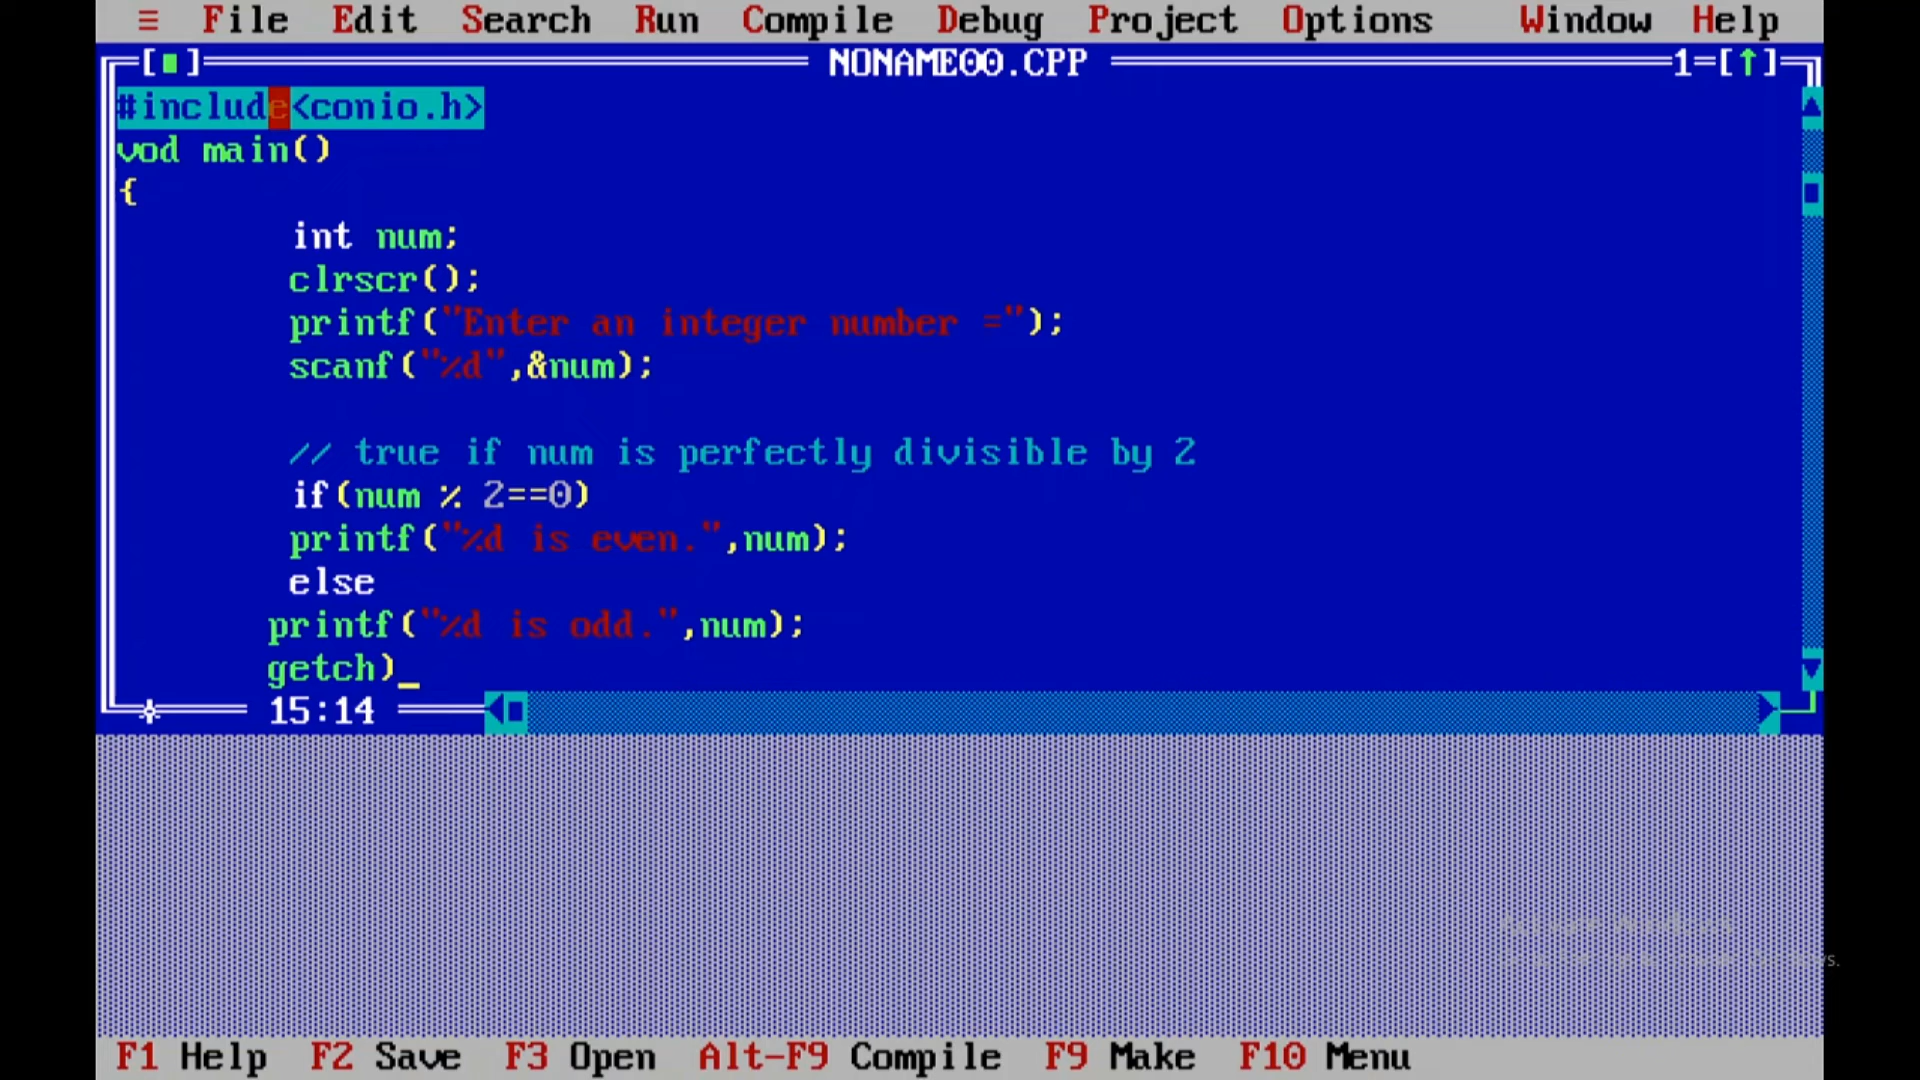 ≡ File Edit Search Run Compile Debug Project Options Window Help
[■] NONAME00.CPP 1=[↑]
#include<conio.h>
vod main()
{
int num;
clrscr();
printf("Enter an integer number =");
scanf("%d",&num);
// true if num is perfectly divisible by 2
if(num % 2==0)
printf("%d is even.",num);
else
printf("%d is odd.",num);
getch)_
15:14
Activate Windows
F1 Help F2 Save F3 Open Alt-F9 Compile F9 Make F10 Menu